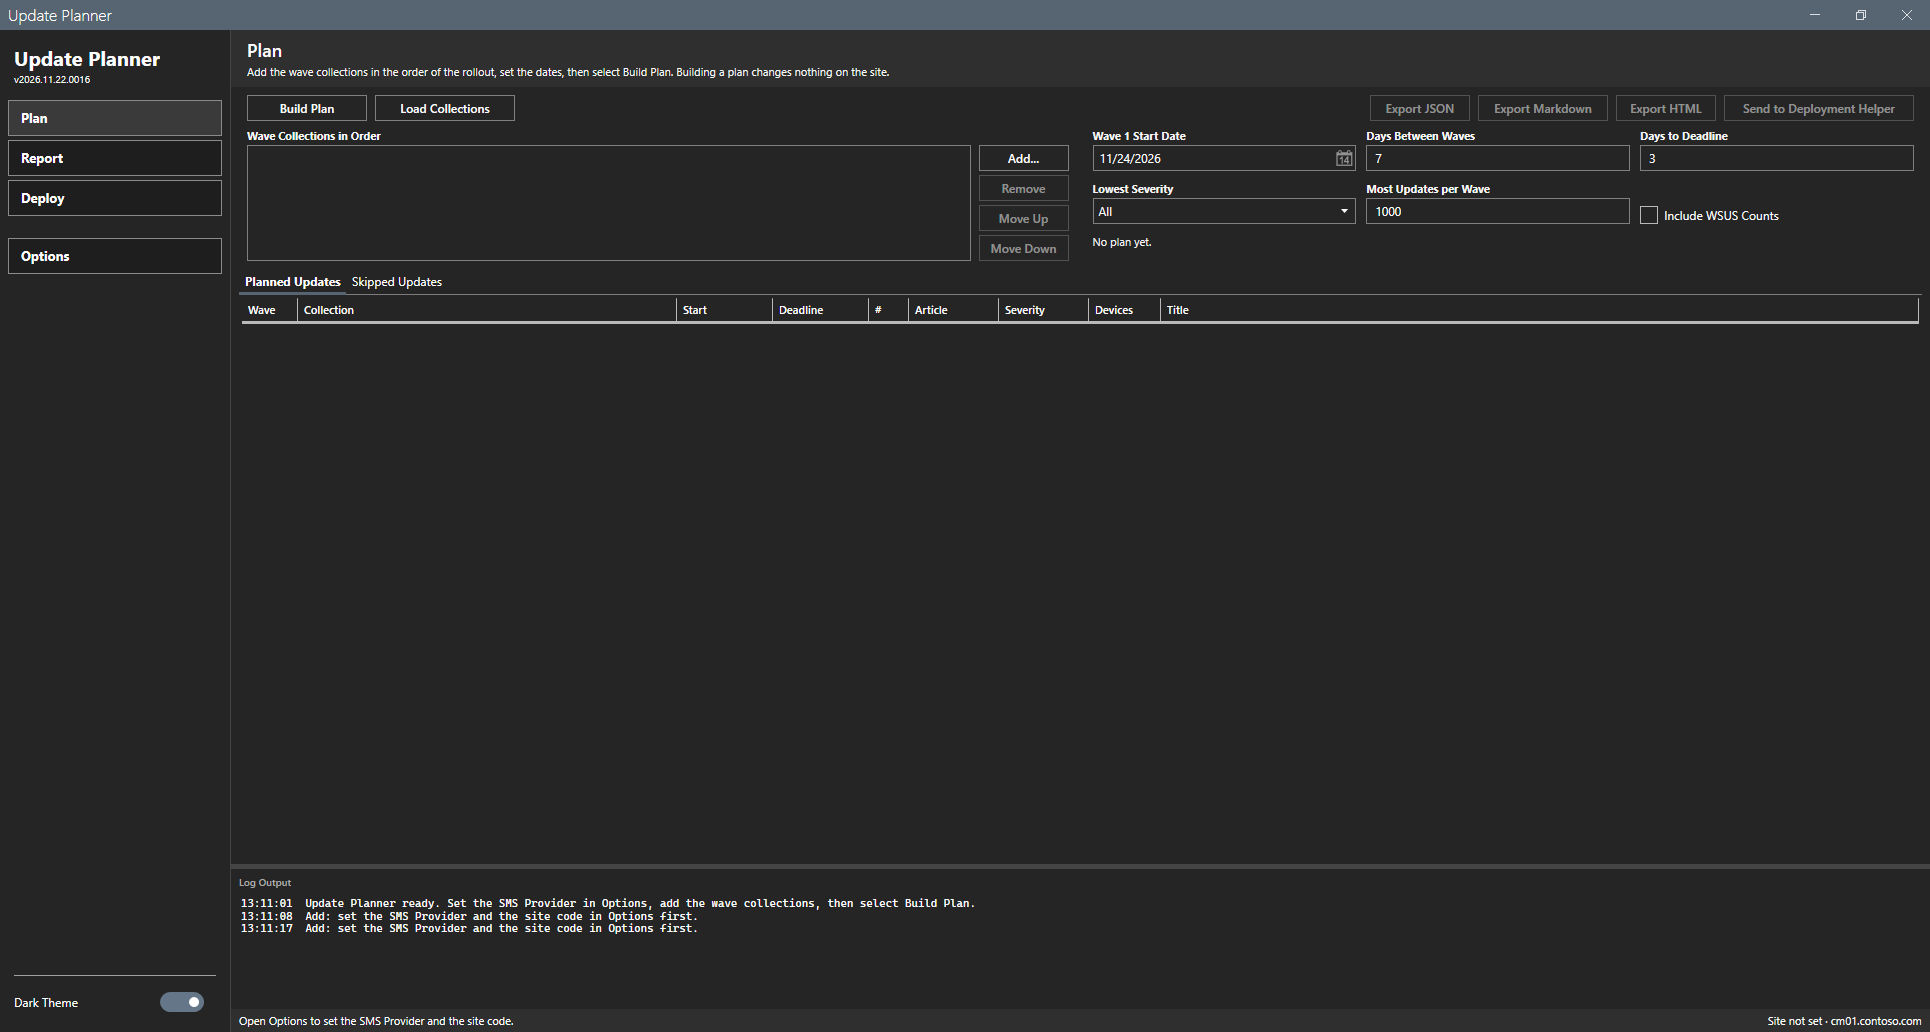 Update Planner
Update Planner
v2026.11.22.0016
Plan
Report
Deploy
Options
Dark Theme
Plan
Add the wave collections in the order of the rollout, set the dates, then select Build Plan. Building a plan changes nothing on the site.
Build Plan
Load Collections
Export JSON
Export Markdown
Export HTML
Send to Deployment Helper
Wave Collections in Order
Add...
Remove
Move Up
Move Down
Wave 1 Start Date
11/24/2026
14
Days Between Waves
7
Days to Deadline
3
Lowest Severity
All
Most Updates per Wave
1000
Include WSUS Counts
No plan yet.
Planned Updates
Skipped Updates
Wave
Collection
Start
Deadline
#
Article
Severity
Devices
Title
Log Output
13:11:01 Update Planner ready. Set the SMS Provider in Options, add the wave collections, then select Build Plan.
13:11:08 Add: set the SMS Provider and the site code in Options first.
13:11:17 Add: set the SMS Provider and the site code in Options first.
Open Options to set the SMS Provider and the site code.
Site not set · cm01.contoso.com